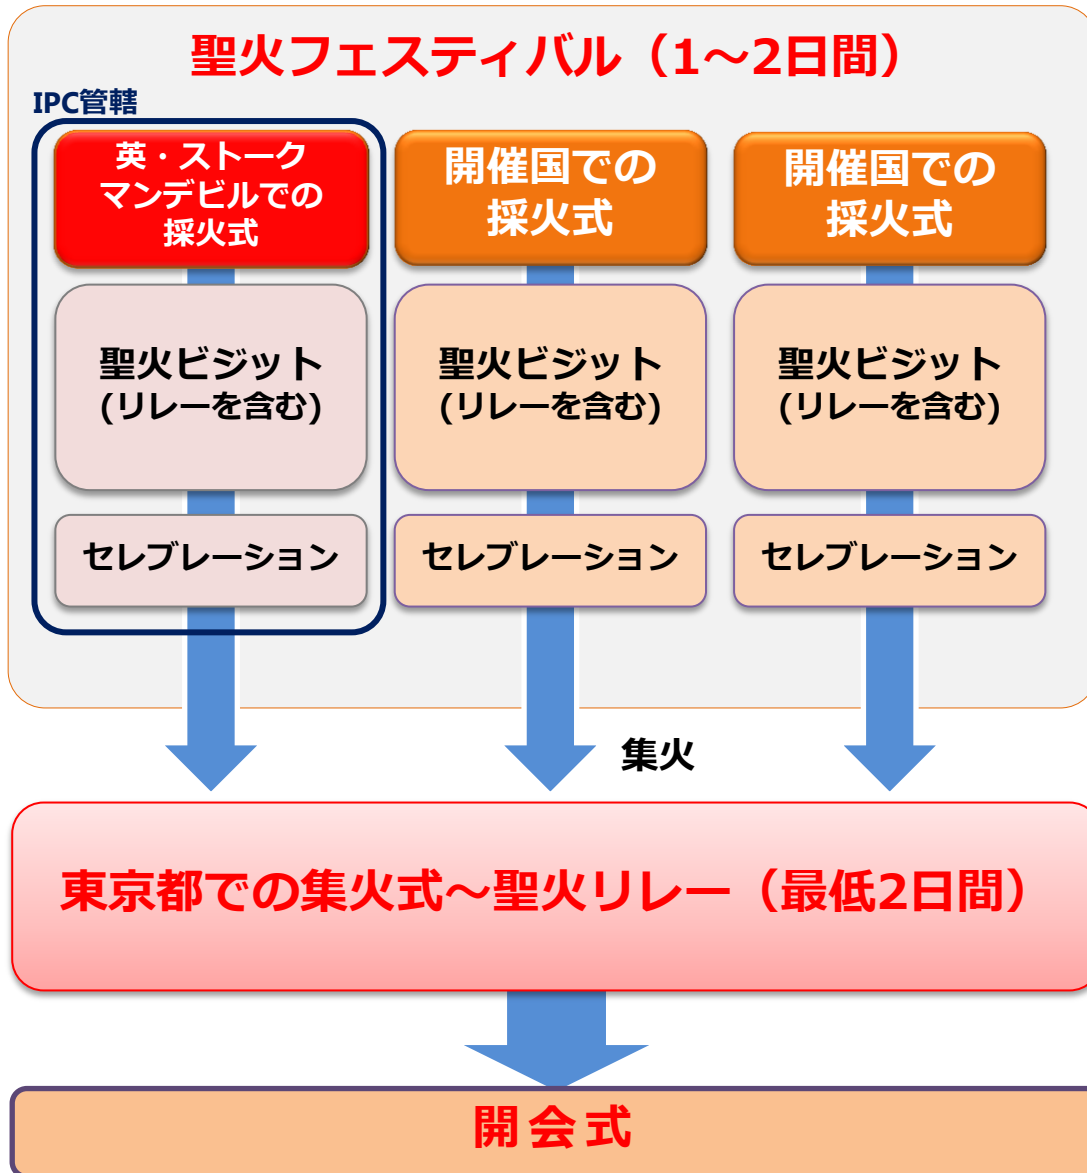 聖火フェスティバル（1～2日間）
IPC管轄
英・ストーク
マンデビルでの
採火式
開催国での
採火式
開催国での
採火式
聖火ビジット
(リレーを含む)
聖火ビジット
(リレーを含む)
聖火ビジット
(リレーを含む)
セレブレーション
セレブレーション
セレブレーション
集火
東京都での集火式～聖火リレー（最低2日間）
開会式